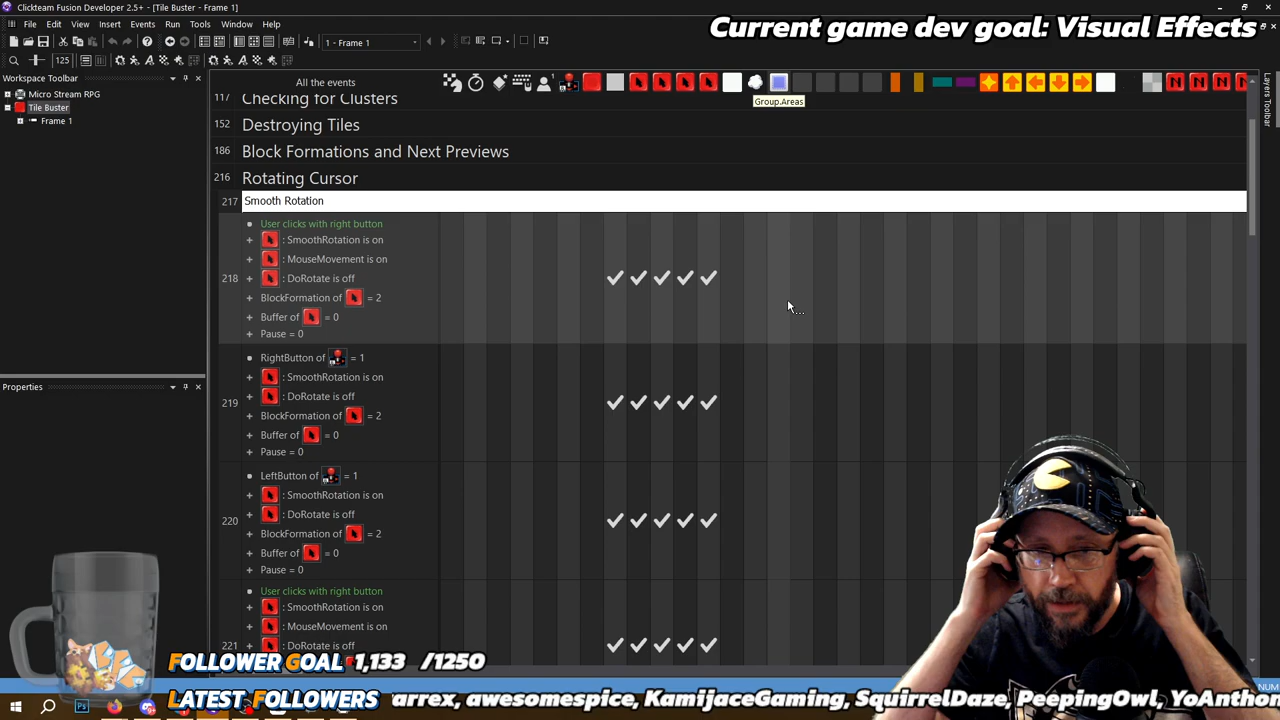 Clickteam Fusion Developer 2.5+ - [Tile Buster - Frame 1]
Current game dev goal: Visual Effects
File Edit View Insert Events Run Tools Window Help
1 - Frame 1
123
Workspace Toolbar
Micro Stream RPG
Tile Buster
Frame 1
Properties
Layers Toolbar
All the events
Group.Areas
117 Checking for Clusters
152 Destroying Tiles
186 Block Formations and Next Previews
216 Rotating Cursor
217 Smooth Rotation
218
User clicks with right button
: SmoothRotation is on
: MouseMovement is on
: DoRotate is off
BlockFormation of = 2
Buffer of = 0
Pause = 0
219
RightButton of = 1
: SmoothRotation is on
: DoRotate is off
BlockFormation of = 2
Buffer of = 0
Pause = 0
220
LeftButton of = 1
: SmoothRotation is on
: DoRotate is off
BlockFormation of = 2
Buffer of = 0
Pause = 0
221
User clicks with right button
: SmoothRotation is on
: MouseMovement is on
: DoRotate is off
FOLLOWER GOAL 1,133 /1250
LATEST FOLLOWERS arrex, awesomespice, KamijaceGaming, SquirrelDaze, PeepingOwl, YoAntho
NUM